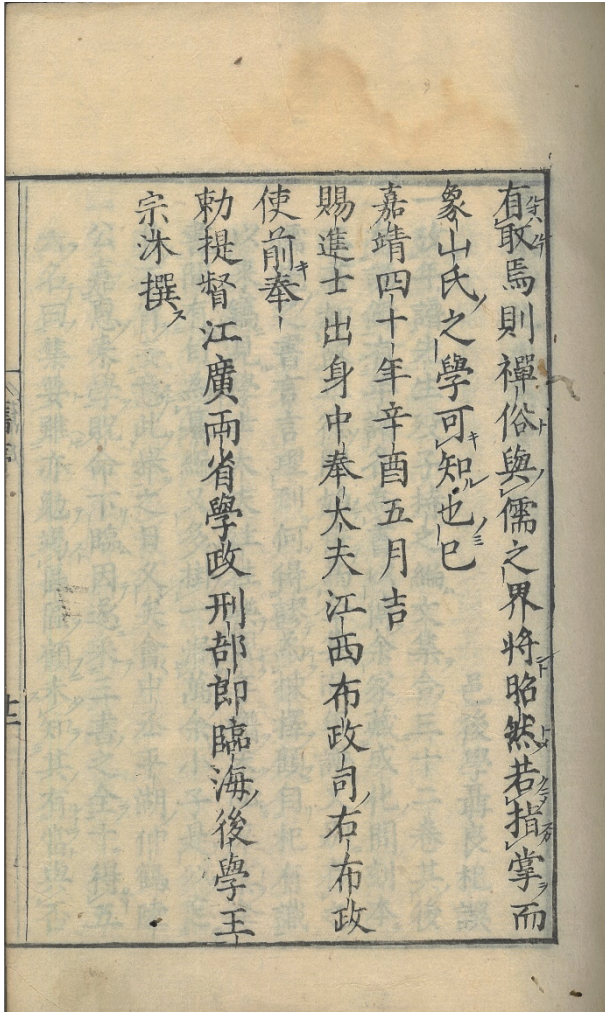 有取焉則禪俗與儒之界將昭然若指掌而
象山氏之學可知也已
嘉靖四十年辛酉五月吉
賜進士出身中奉大夫江西布政司右布政
使前奉
勅提督江廣兩省學政刑部郎臨海後學王
宗沐撰